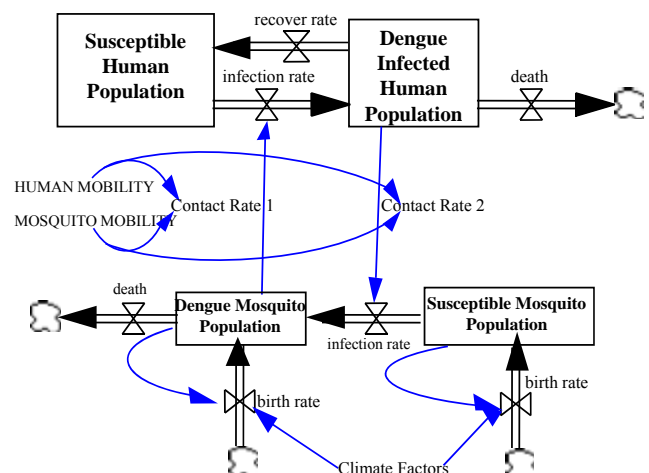 recover rate
Susceptible
Human
Population
Dengue
Infected
Human
Population
infection rate
death
HUMAN MOBILITY
Contact Rate 1
Contact Rate 2
MOSQUITO MOBILITY
death
Dengue Mosquito
Population
Susceptible Mosquito
Population
infection rate
birth rate
birth rate
Climate Factors